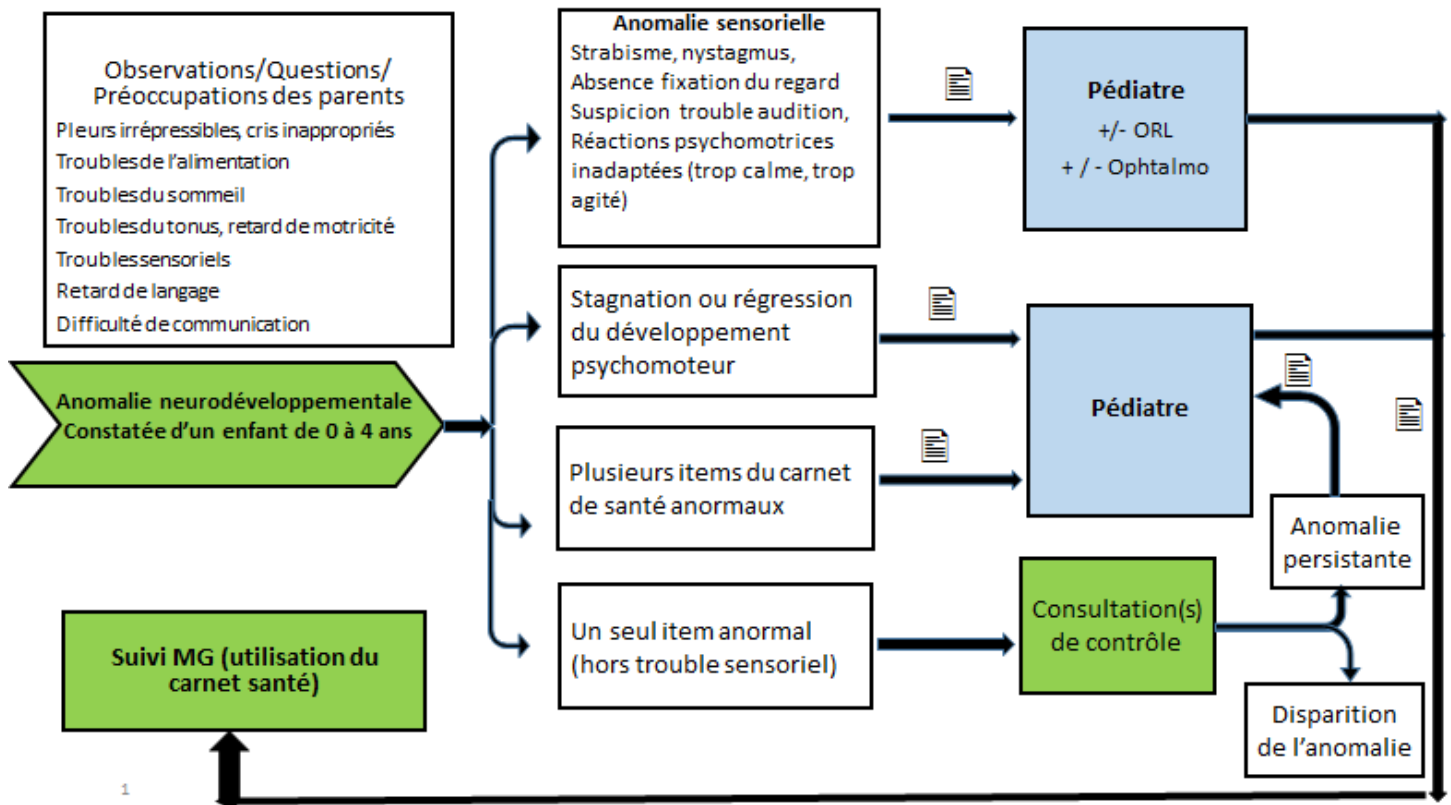 Observations/Questions/
Préoccupations des parents
Pleurs irrépressibles, cris inappropriés
Troubles de l'alimentation
Troubles du sommeil
Troubles du tonus, retard de motricité
Troubles sensoriels
Retard de langage
Difficulté de communication
Anomalie neurodéveloppementale
Constatée d'un enfant de 0 à 4 ans
Suivi MG (utilisation du
carnet santé)
1
Anomalie sensorielle
Strabisme, nystagmus,
Absence fixation du regard
Suspicion trouble audition,
Réactions psychomotrices
inadaptées (trop calme, trop
agité)
Stagnation ou régression
du développement
psychomoteur
Plusieurs items du carnet
de santé anormaux
Un seul item anormal
(hors trouble sensoriel)
Pédiatre
+/- ORL
+ / - Ophtalmo
Pédiatre
Consultation(s)
de contrôle
Anomalie
persistante
Disparition
de l'anomalie